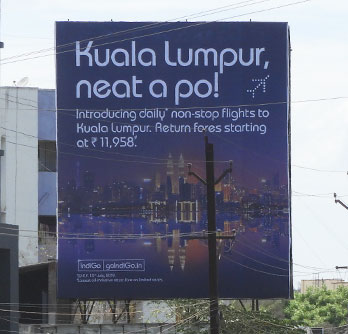 Kuala Lumpur,
neat a po!
Introducing daily* non-stop flights to
Kuala Lumpur. Return fares starting
at ₹ 11,958*.
IndiGo | goIndiGo.in